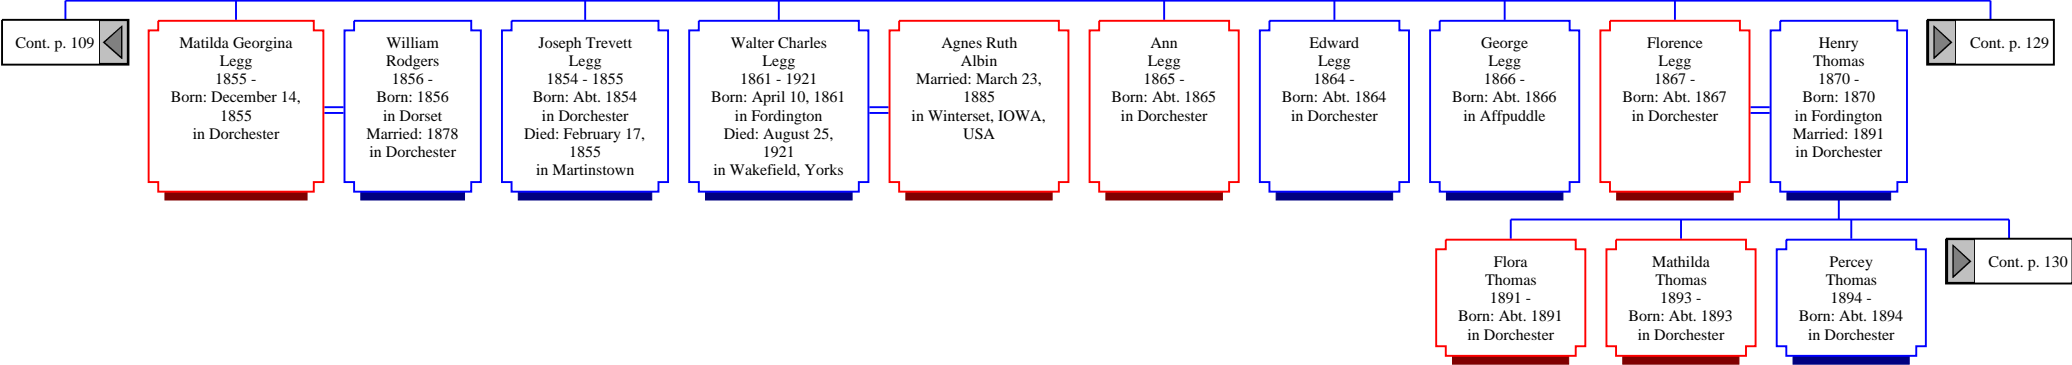 Cont. p. 109
Matilda Georgina
Legg
1855 -
Born: December 14,
1855
in Dorchester
William
Rodgers
1856 -
Born: 1856
in Dorset
Married: 1878
in Dorchester
Joseph Trevett
Legg
1854 - 1855
Born: Abt. 1854
in Dorchester
Died: February 17,
1855
in Martinstown
Walter Charles
Legg
1861 - 1921
Born: April 10, 1861
in Fordington
Died: August 25,
1921
in Wakefield, Yorks
Agnes Ruth
Albin
Married: March 23,
1885
in Winterset, IOWA,
USA
Ann
Legg
1865 -
Born: Abt. 1865
in Dorchester
Edward
Legg
1864 -
Born: Abt. 1864
in Dorchester
George
Legg
1866 -
Born: Abt. 1866
in Affpuddle
Florence
Legg
1867 -
Born: Abt. 1867
in Dorchester
Henry
Thomas
1870 -
Born: 1870
in Fordington
Married: 1891
in Dorchester
Cont. p. 129
Flora
Thomas
1891 -
Born: Abt. 1891
in Dorchester
Mathilda
Thomas
1893 -
Born: Abt. 1893
in Dorchester
Percey
Thomas
1894 -
Born: Abt. 1894
in Dorchester
Cont. p. 130